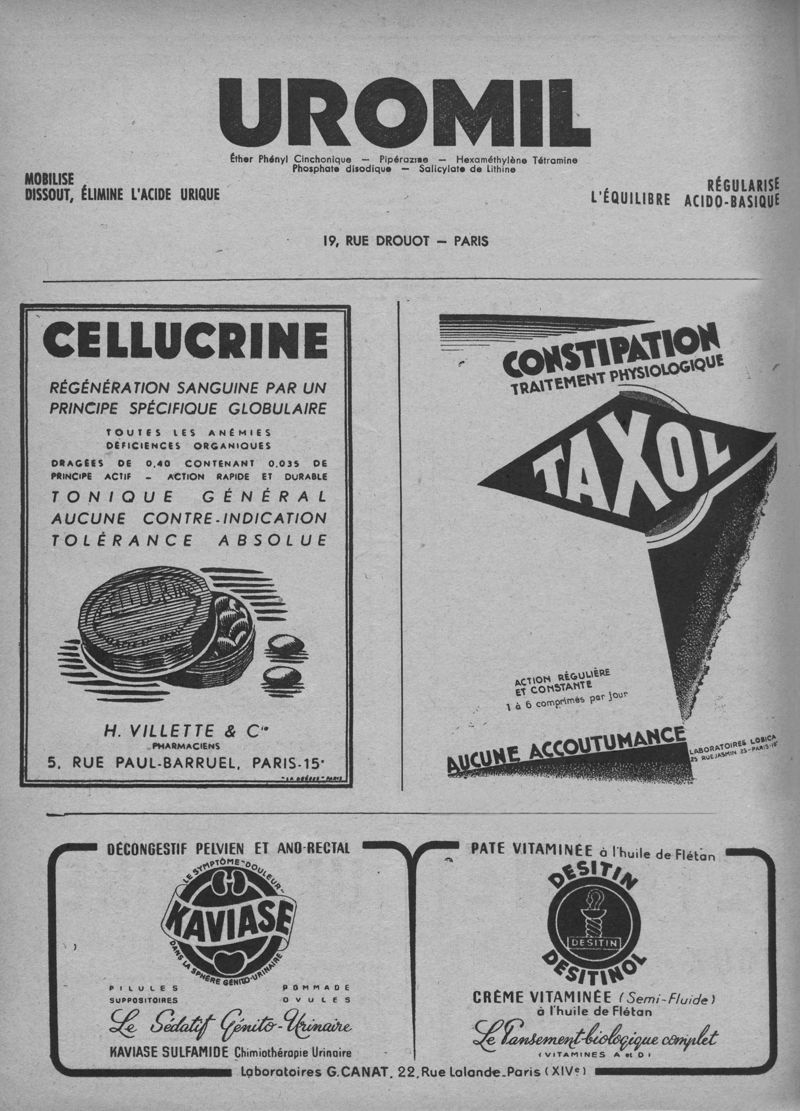 UROMIL
Éther Phényl Cinchonique — Pipérazine — Hexaméthylène Tétramine
Phosphate disodique — Salicylate de Lithine
MOBILISE
DISSOUT, ÉLIMINE L'ACIDE URIQUE
RÉGULARISE
L'ÉQUILIBRE ACIDO-BASIQUE
19, RUE DROUOT — PARIS
CELLUCRINE
RÉGÉNÉRATION SANGUINE PAR UN
PRINCIPE SPÉCIFIQUE GLOBULAIRE
TOUTES LES ANÉMIES
DÉFICIENCES ORGANIQUES
DRAGÉES DE 0,40 CONTENANT 0,035 DE
PRINCIPE ACTIF — ACTION RAPIDE ET DURABLE
TONIQUE GÉNÉRAL
AUCUNE CONTRE-INDICATION
TOLÉRANCE ABSOLUE
CELLUCRINE
H. VILLETTE & Cie
PHARMACIENS
5, RUE PAUL-BARRUEL, PARIS-15e
CONSTIPATION
TRAITEMENT PHYSIOLOGIQUE
TAXOL
ACTION RÉGULIÈRE
ET CONSTANTE
1 à 6 comprimés par jour
AUCUNE ACCOUTUMANCE
LABORATOIRES LOBICA
25 RUE JASMIN 25-PARIS-16e
DÉCONGESTIF PELVIEN ET ANO-RECTAL
LE SYMPTÔME-DOULEUR-
KAVIASE
DANS LA SPHÈRE GÉNITO-URINAIRE
PILULES
SUPPOSITOIRES
POMMADE
OVULES
Le Sédatif Génito-Urinaire
KAVIASE SULFAMIDE Chimiothérapie Urinaire
PATE VITAMINÉE à l'huile de Flétan
DESITIN
DESITIN
DESITINOL
CRÈME VITAMINÉE (Semi-Fluide)
à l'huile de Flétan
Le Pansement-biologique complet
(VITAMINES A et D)
Laboratoires G.CANAT, 22, Rue Lalande-Paris (XIVe)